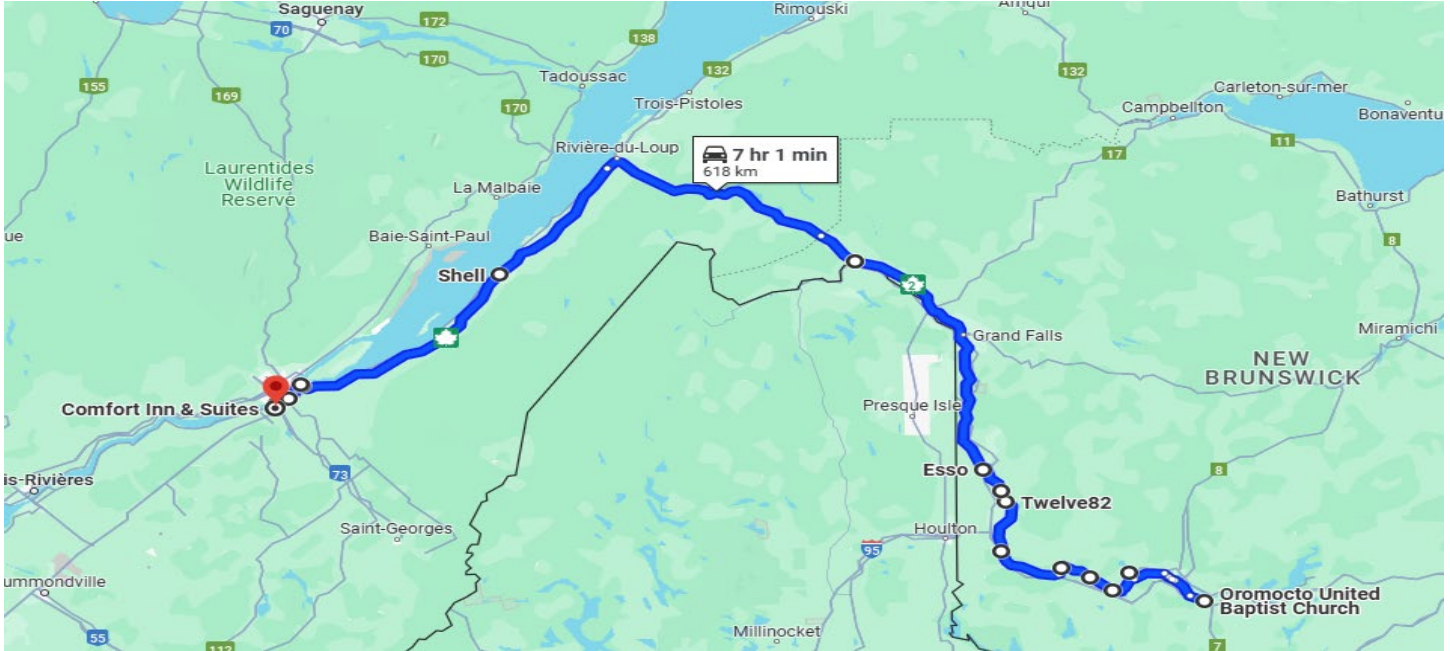 Saguenay
70
172
170
138
Rimouski
Amqui
132
155
169
Tadoussac
170
132
Trois-Pistoles
Carleton-sur-mer
Campbellton
Bonaventu
Rivière-du-Loup
7 hr 1 min
618 km
17
11
Laurentides
Wildlife
Reserve
La Malbaie
Bathurst
ue
Baie-Saint-Paul
8
Shell
2
Grand Falls
Miramichi
NEW
BRUNSWICK
Comfort Inn & Suites
Presque Isle
is-Rivières
73
Esso
8
Twelve82
Saint-Georges
Houlton
95
ummondville
Oromocto United
Baptist Church
55
Millinocket
7